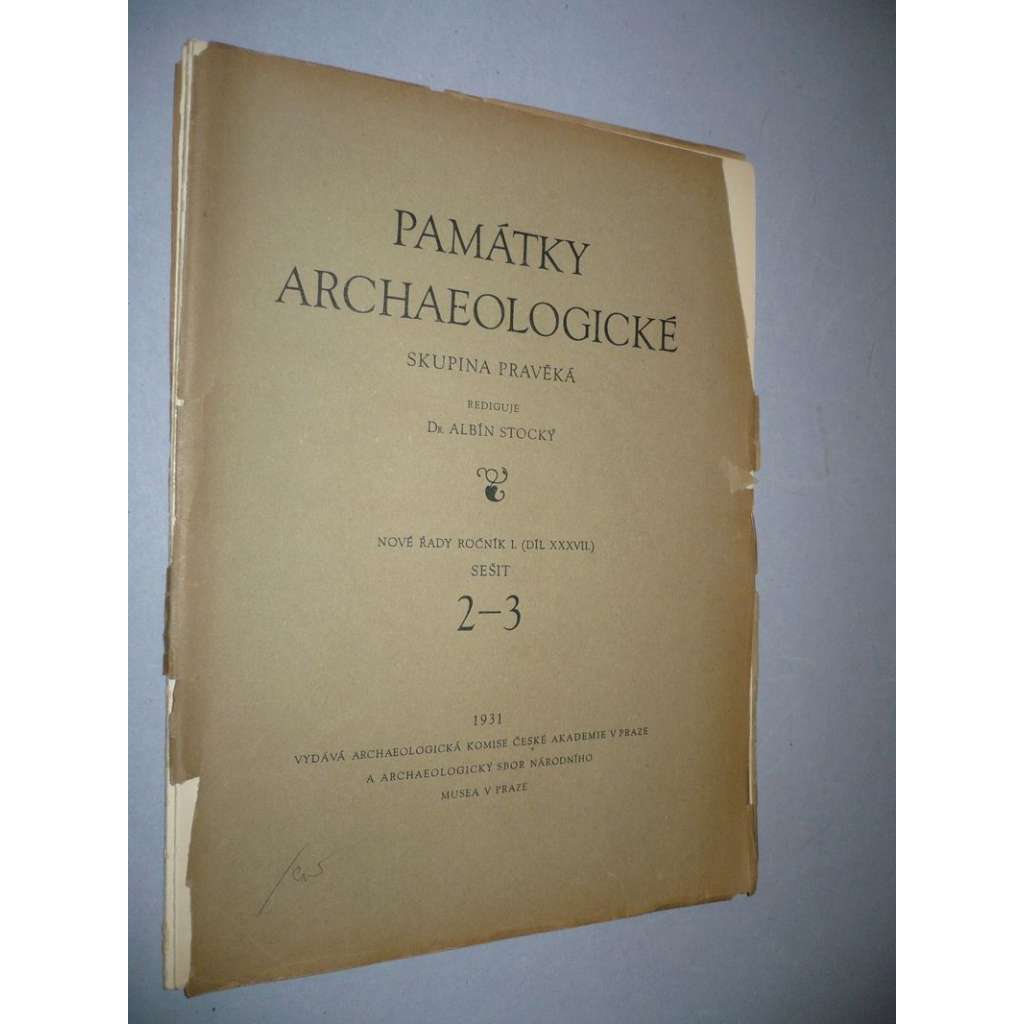 PAMÁTKY
ARCHAEOLOGICKÉ
SKUPINA PRAVĚKÁ
REDIGUJE
DR. ALBÍN STOCKÝ
NOVÉ ŘADY ROČNÍK I. (DÍL XXXVII.)
SEŠIT
2–3
1931
VYDÁVÁ ARCHAEOLOGICKÁ KOMISE ČESKÉ AKADEMIE V PRAZE
A ARCHAEOLOGICKÝ SBOR NÁRODNÍHO
MUSEA V PRAZE